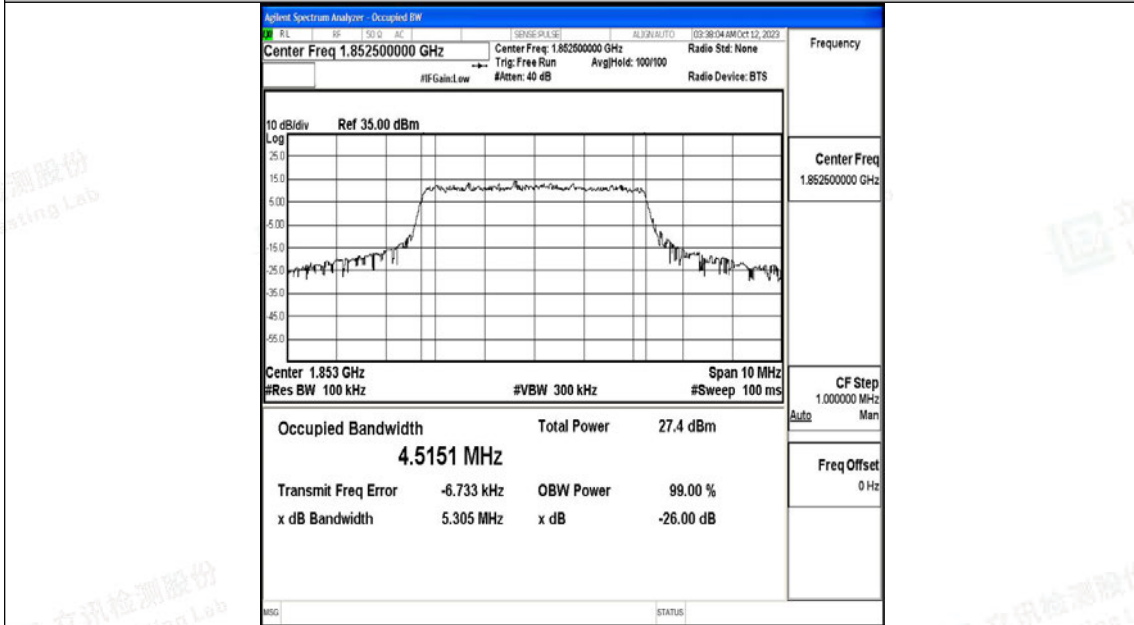 Agilent Spectrum Analyzer - Occupied BW
RL RF 50 Ω AC SENSE:PULSE ALIGNAUTO 03:38:04 AM Oct 12, 2023
Center Freq 1.852500000 GHz
Center Freq: 1.852500000 GHz
Radio Std: None
Trig: Free Run Avg|Hold: 100/100
#IFGain:Low
#Atten: 40 dB
Radio Device: BTS
Frequency
10 dB/div Ref 35.00 dBm
Log
25.0
15.0
5.00
-5.00
-15.0
-25.0
-35.0
-45.0
-55.0
Center 1.853 GHz
Span 10 MHz
#Res BW 100 kHz
#VBW 300 kHz
#Sweep 100 ms
Center Freq
1.852500000 GHz
CF Step
1.000000 MHz
Auto Man
Freq Offset
0 Hz
Occupied Bandwidth
4.5151 MHz
Total Power 27.4 dBm
Transmit Freq Error -6.733 kHz
OBW Power 99.00 %
x dB Bandwidth 5.305 MHz
x dB -26.00 dB
MSG
STATUS